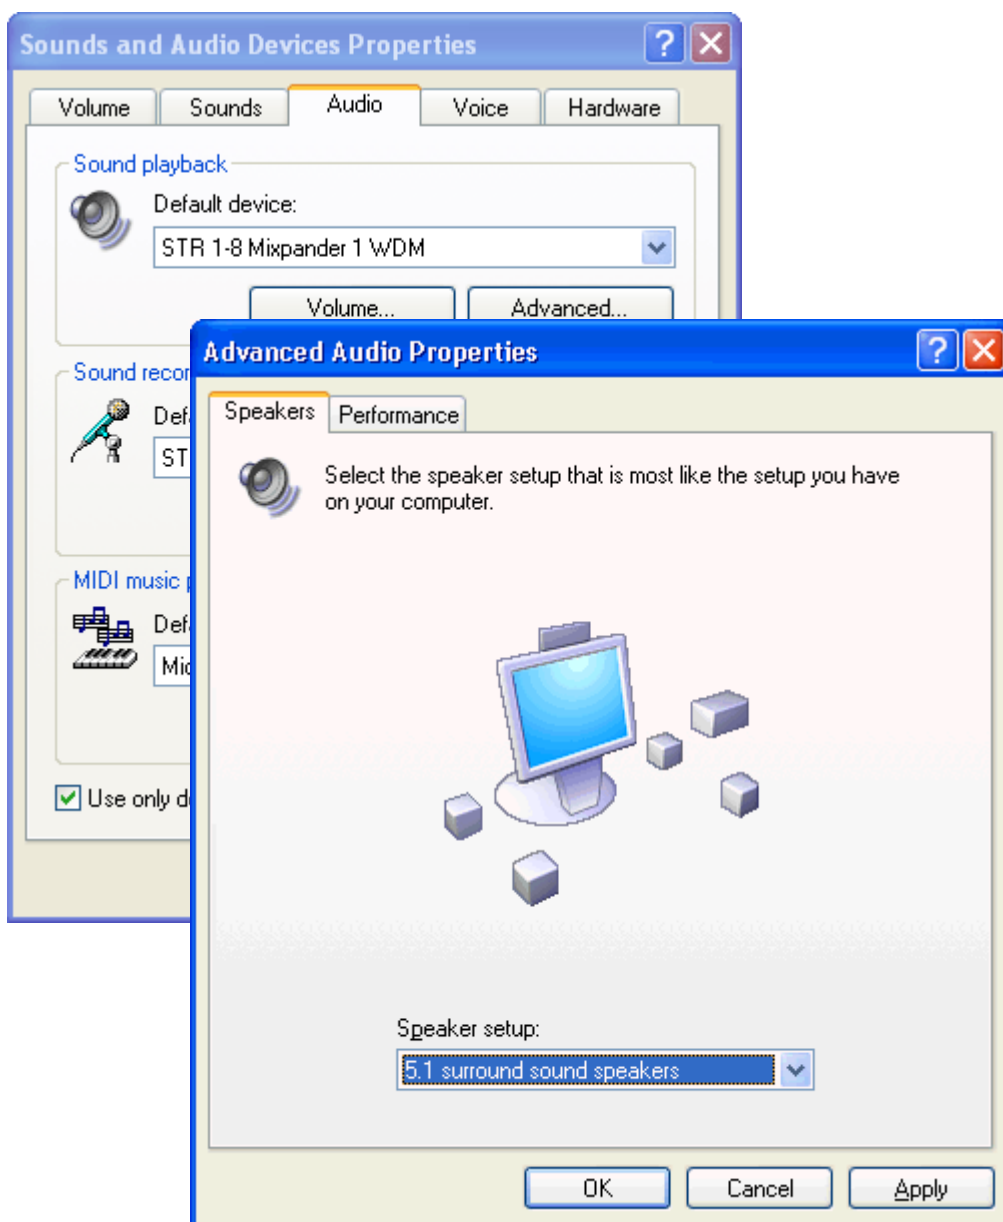 Sounds and Audio Devices Properties
Volume Sounds Audio Voice Hardware
Sound playback
Default device:
STR 1-8 Mixpander 1 WDM
Volume... Advanced...
Sound recor
Def
ST
MIDI music
Def
Mic
Use only d
Advanced Audio Properties
Speakers Performance
Select the speaker setup that is most like the setup you have
on your computer.
Speaker setup:
5.1 surround sound speakers
OK Cancel Apply